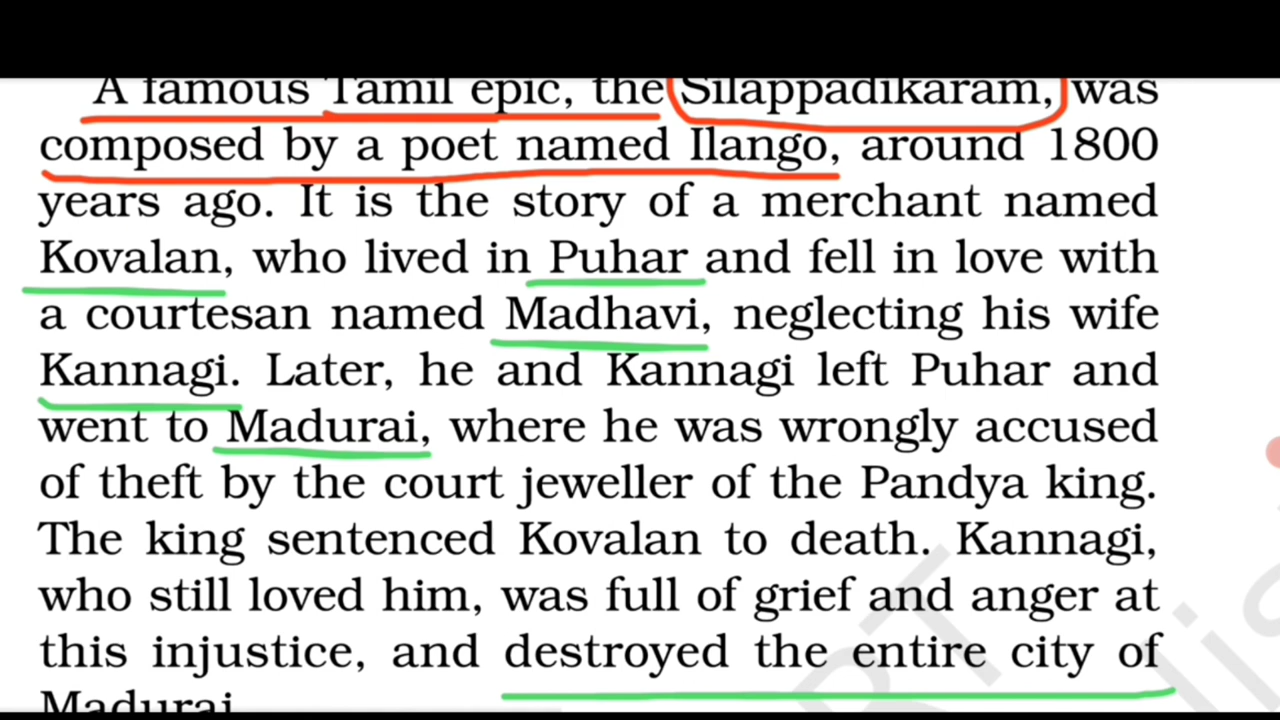 A famous Tamil epic, the Silappadikaram, was
composed by a poet named Ilango, around 1800
years ago. It is the story of a merchant named
Kovalan, who lived in Puhar and fell in love with
a courtesan named Madhavi, neglecting his wife
Kannagi. Later, he and Kannagi left Puhar and
went to Madurai, where he was wrongly accused
of theft by the court jeweller of the Pandya king.
The king sentenced Kovalan to death. Kannagi,
who still loved him, was full of grief and anger at
this injustice, and destroyed the entire city of
Madurai.